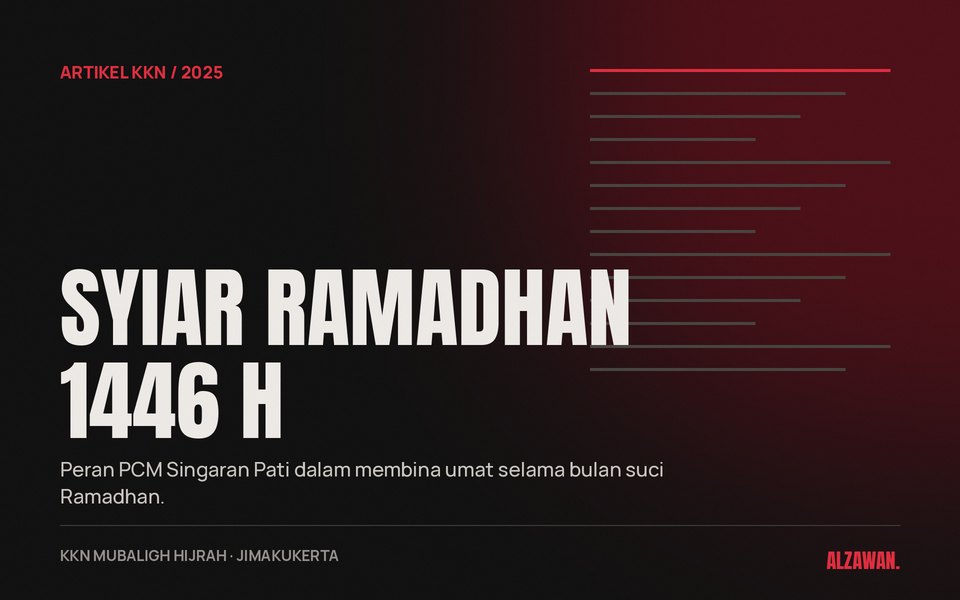 ARTIKEL KKN / 2025
SYIAR RAMADHAN
1446 H
Peran PCM Singaran Pati dalam membina umat selama bulan suci
Ramadhan.
KKN MUBALIGH HIJRAH · JIMAKUKERTA
ALZAWAN.